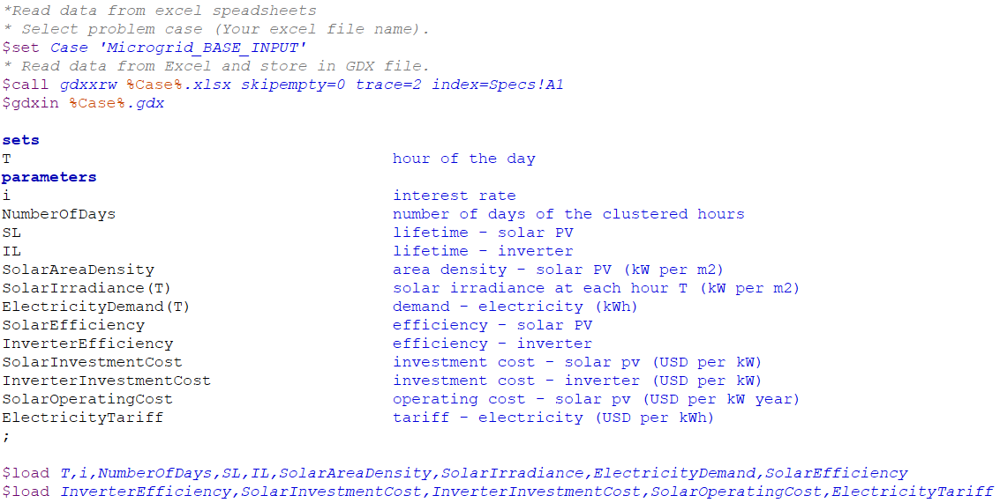 *Read data from excel speadsheets
* Select problem case (Your excel file name).
$set Case 'Microgrid_BASE_INPUT'
* Read data from Excel and store in GDX file.
$call gdxxrw %Case%.xlsx skipempty=0 trace=2 index=Specs!A1
$gdxin %Case%.gdx
sets
T hour of the day
parameters
i interest rate
NumberOfDays number of days of the clustered hours
SL lifetime - solar PV
IL lifetime - inverter
SolarAreaDensity area density - solar PV (kW per m2)
SolarIrradiance(T) solar irradiance at each hour T (kW per m2)
ElectricityDemand(T) demand - electricity (kWh)
SolarEfficiency efficiency - solar PV
InverterEfficiency efficiency - inverter
SolarInvestmentCost investment cost - solar pv (USD per kW)
InverterInvestmentCost investment cost - inverter (USD per kW)
SolarOperatingCost operating cost - solar pv (USD per kW year)
ElectricityTariff tariff - electricity (USD per kWh)
;
$load T,i,NumberOfDays,SL,IL,SolarAreaDensity,SolarIrradiance,ElectricityDemand,SolarEfficiency
$load InverterEfficiency,SolarInvestmentCost,InverterInvestmentCost,SolarOperatingCost,ElectricityTariff